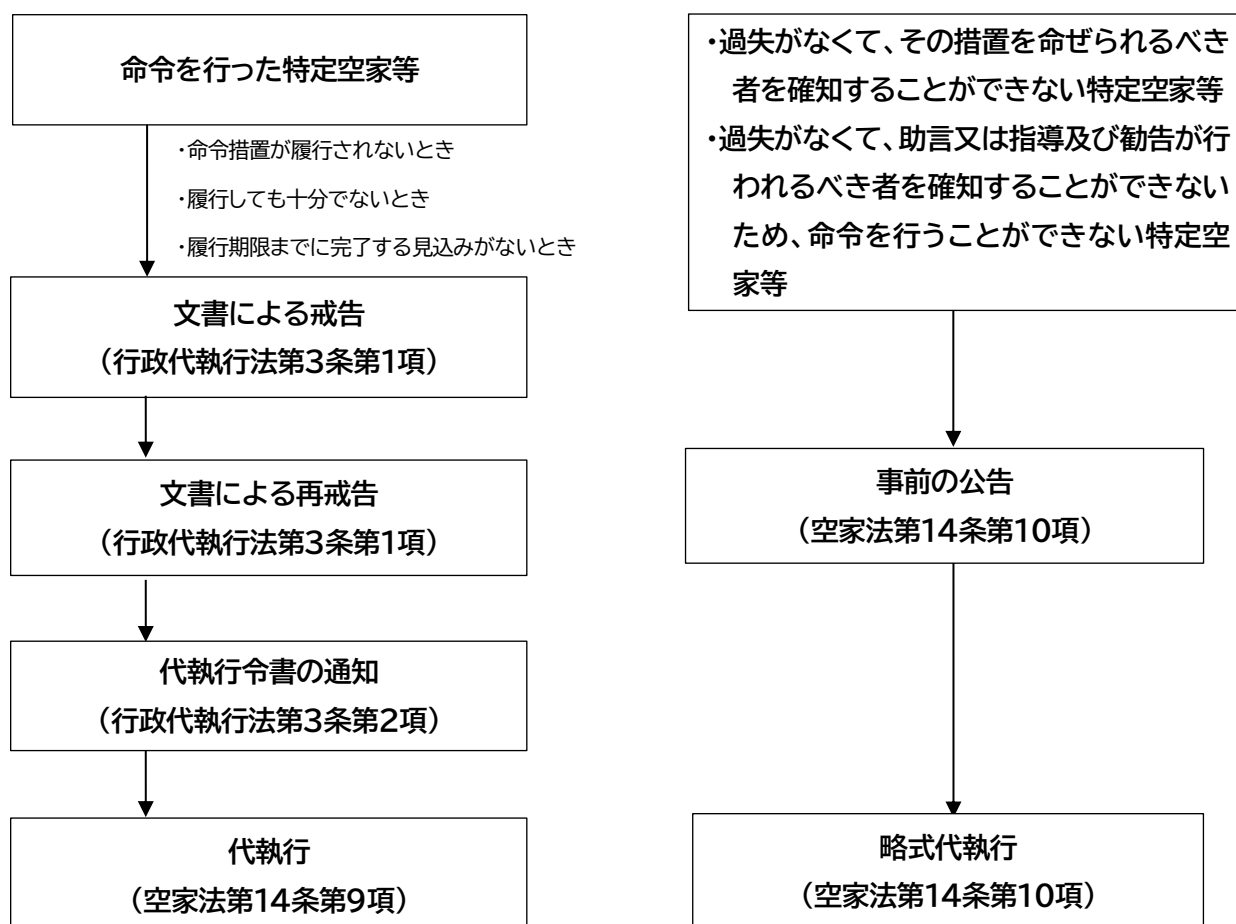 命令を行った特定空家等
・命令措置が履行されないとき
・履行しても十分でないとき
・履行期限までに完了する見込みがないとき
文書による戒告
（行政代執行法第3条第1項）
文書による再戒告
（行政代執行法第3条第1項）
代執行令書の通知
（行政代執行法第3条第2項）
代執行
（空家法第14条第9項）
・過失がなくて、その措置を命ぜられるべき
者を確知することができない特定空家等
・過失がなくて、助言又は指導及び勧告が行
われるべき者を確知することができない
ため、命令を行うことができない特定空
家等
事前の公告
（空家法第14条第10項）
略式代執行
（空家法第14条第10項）